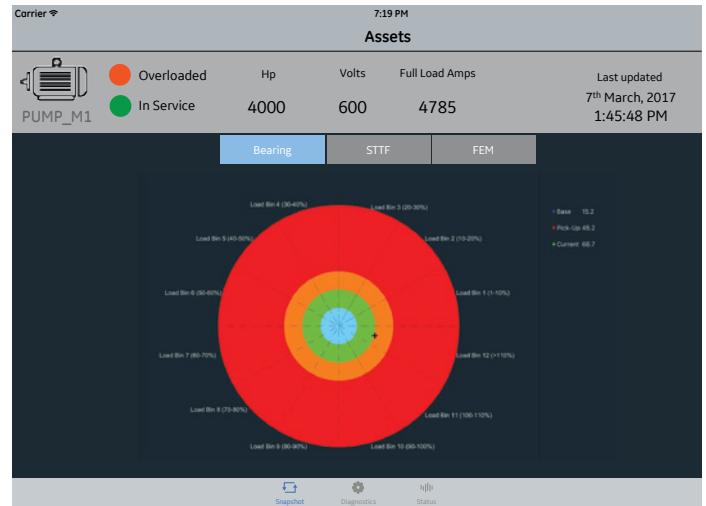 Carrier
7:19 PM
Assets
Overloaded
In Service
PUMP_M1
Hp
4000
Volts
600
Full Load Amps
4785
Last updated
7th March, 2017
1:45:48 PM
Bearing
STTF
FEM
Load Bin 4 (30-40%)
Load Bin 3 (20-30%)
Load Bin 5 (40-50%)
Load Bin 2 (10-20%)
Load Bin 6 (50-60%)
Load Bin 1 (1-10%)
Load Bin 7 (60-70%)
Load Bin 12 (>110%)
Load Bin 8 (70-80%)
Load Bin 11 (100-110%)
Load Bin 9 (80-90%)
Load Bin 10 (90-100%)
Base 15.2
Pick-Up 45.2
Current 68.7
Snapshot
Diagnostics
Status